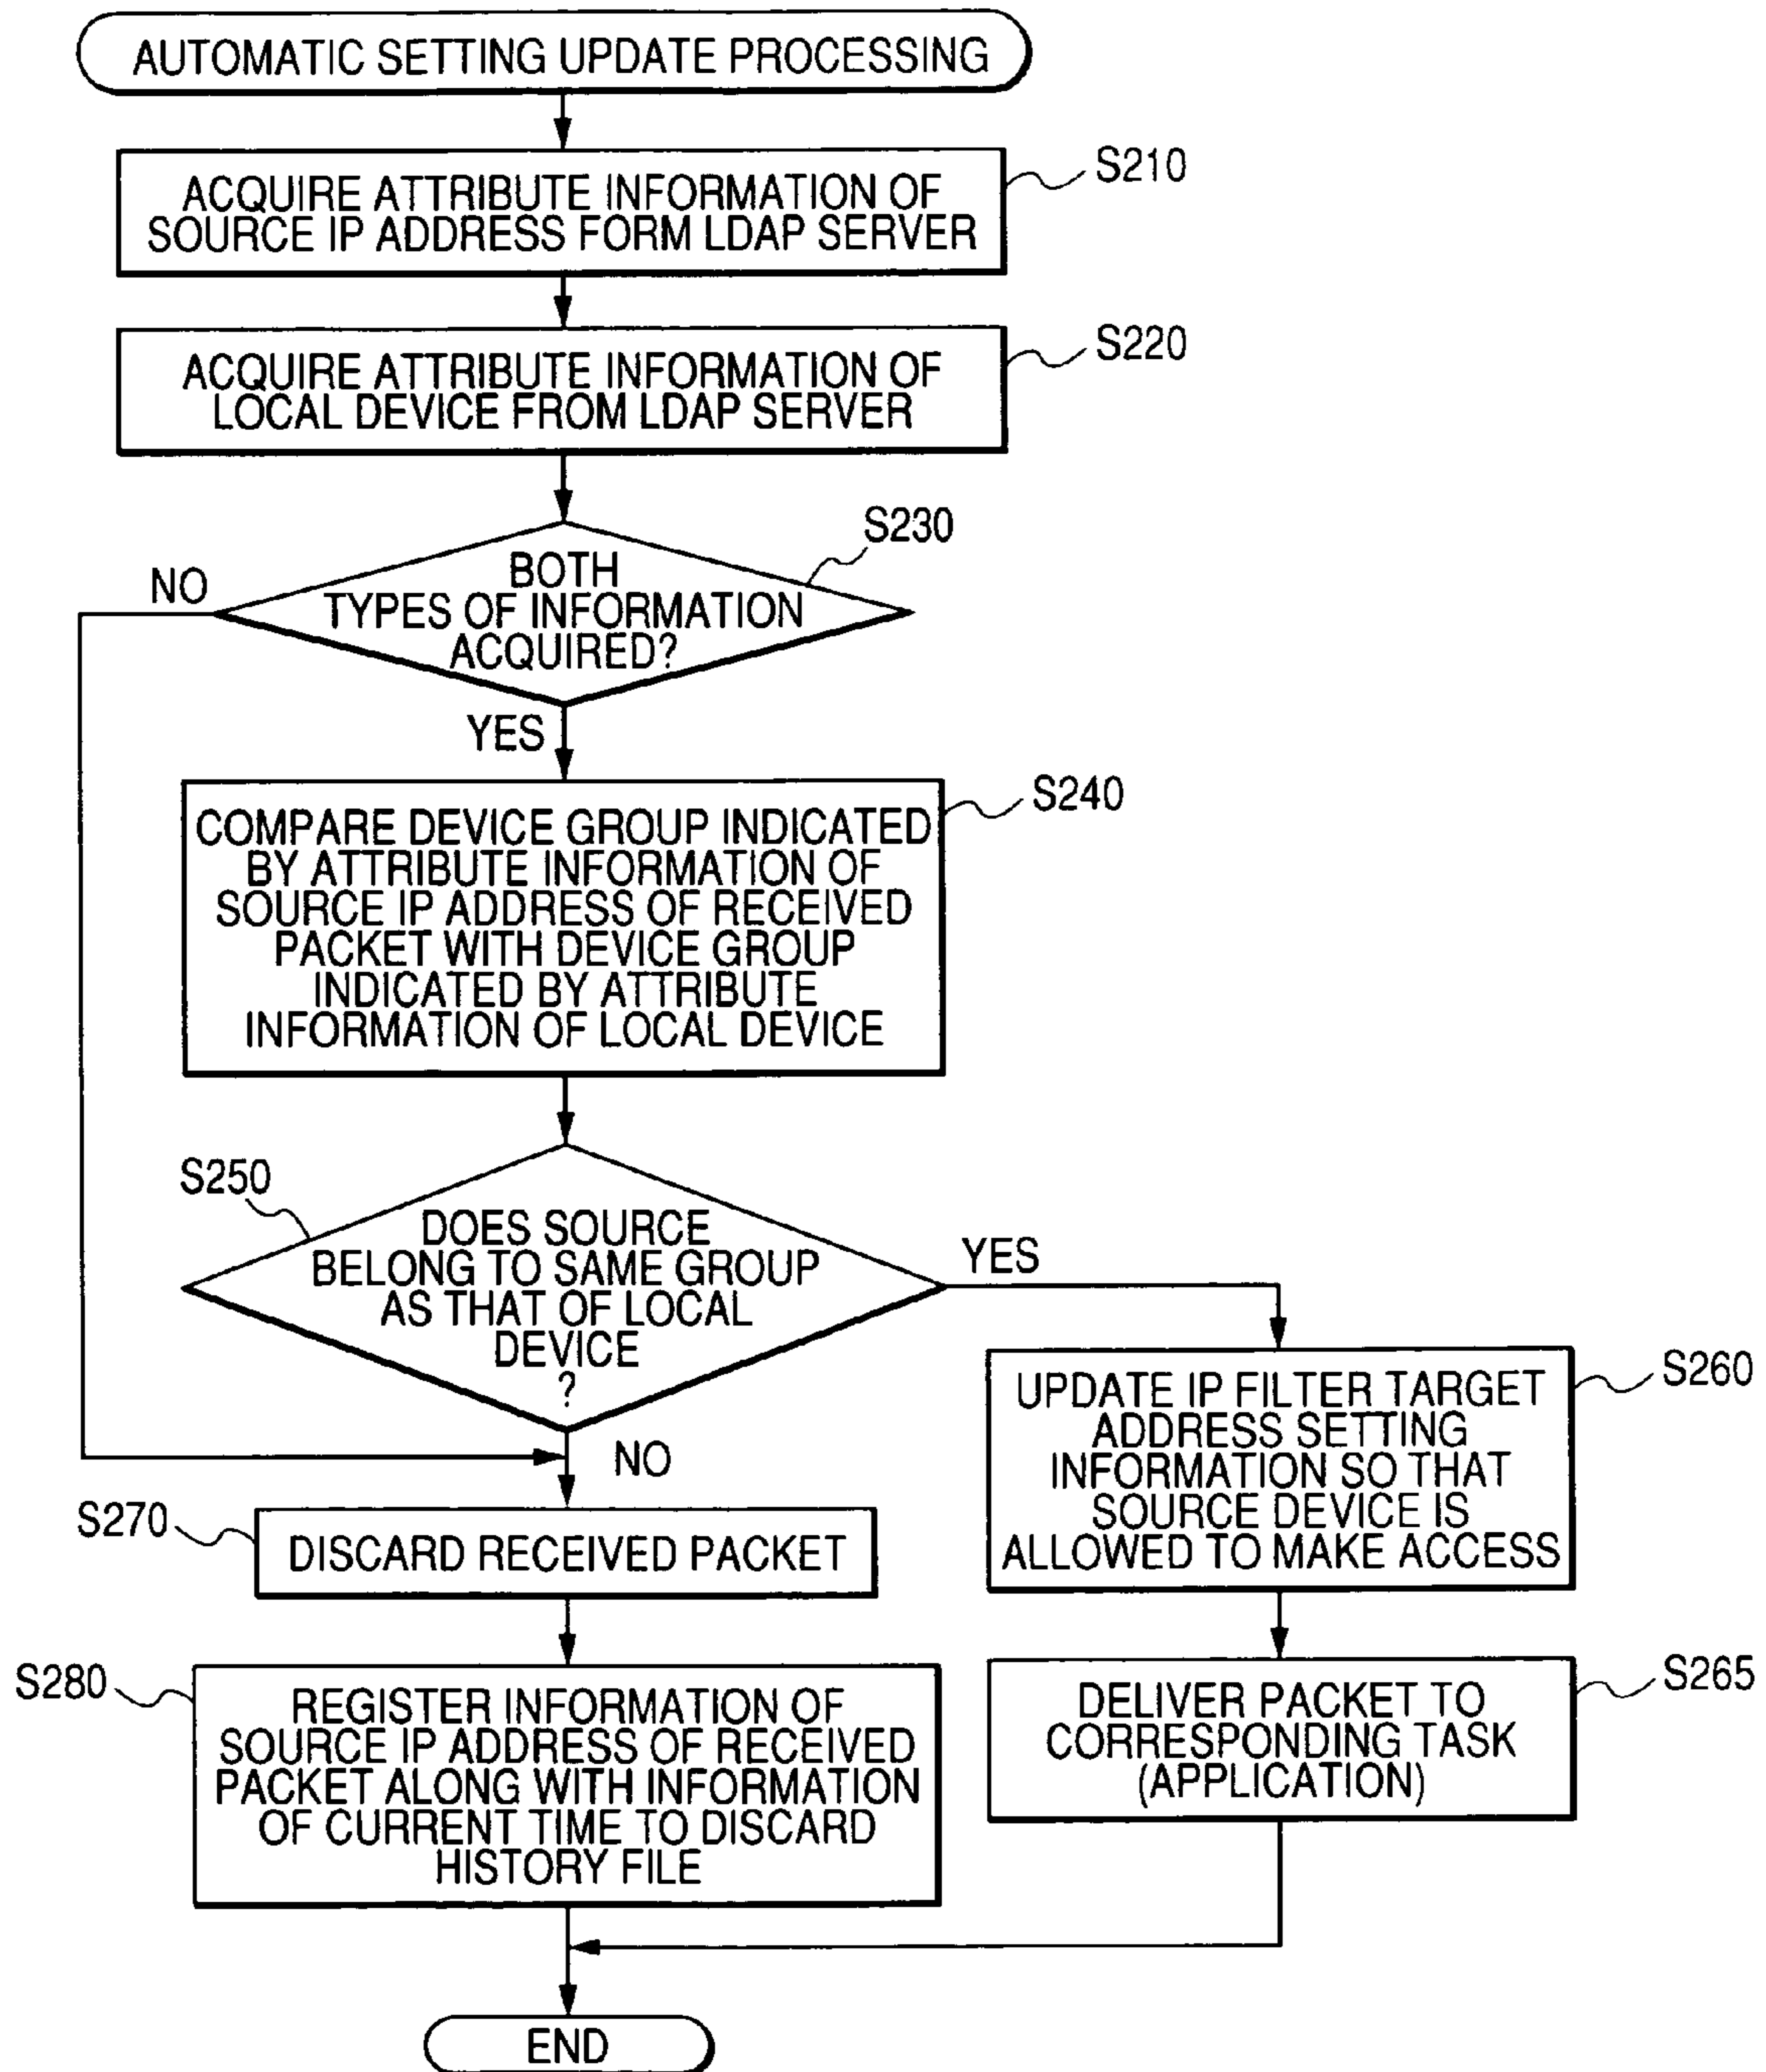 AUTOMATIC SETTING UPDATE PROCESSING
S210
ACQUIRE ATTRIBUTE INFORMATION OF
SOURCE IP ADDRESS FORM LDAP SERVER
S220
ACQUIRE ATTRIBUTE INFORMATION OF
LOCAL DEVICE FROM LDAP SERVER
S230
NO
BOTH
TYPES OF INFORMATION
ACQUIRED?
YES
S240
COMPARE DEVICE GROUP INDICATED
BY ATTRIBUTE INFORMATION OF
SOURCE IP ADDRESS OF RECEIVED
PACKET WITH DEVICE GROUP
INDICATED BY ATTRIBUTE
INFORMATION OF LOCAL DEVICE
S250
DOES SOURCE
BELONG TO SAME GROUP
AS THAT OF LOCAL
DEVICE
?
YES
NO
S260
UPDATE IP FILTER TARGET
ADDRESS SETTING
INFORMATION SO THAT
SOURCE DEVICE IS
ALLOWED TO MAKE ACCESS
S270
DISCARD RECEIVED PACKET
S265
DELIVER PACKET TO
CORRESPONDING TASK
(APPLICATION)
S280
REGISTER INFORMATION OF
SOURCE IP ADDRESS OF RECEIVED
PACKET ALONG WITH INFORMATION
OF CURRENT TIME TO DISCARD
HISTORY FILE
END